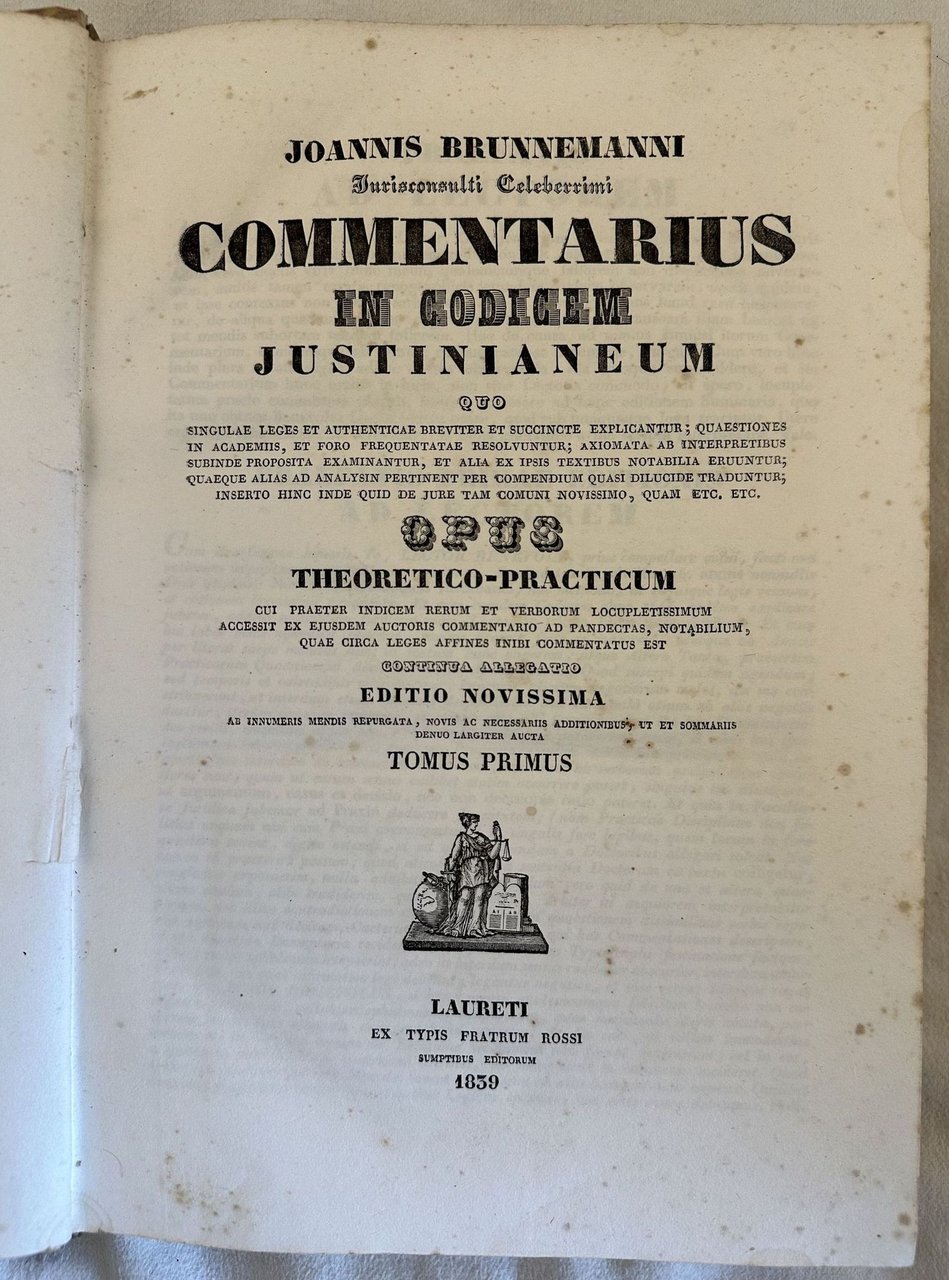 JOANNIS BRUNNEMANNI
Iurisconsulti Celeberrimi
COMMENTARIUS
IN CODICEM
JUSTINIANEUM
QUO
SINGULAE LEGES ET AUTHENTICAE BREVITER ET SUCCINCTE EXPLICANTUR; QUAESTIONES
IN ACADEMIIS, ET FORO FREQUENTATAE RESOLVUNTUR; AXIOMATA AB INTERPRETIBUS
SUBINDE PROPOSITA EXAMINANTUR, ET ALIA EX IPSIS TEXTIBUS NOTABILIA ERUUNTUR;
QUAEQUE ALIAS AD ANALYSIN PERTINENT PER COMPENDIUM QUASI DILUCIDE TRADUNTUR;
INSERTO HINC INDE QUID DE JURE TAM COMUNI NOVISSIMO, QUAM ETC. ETC.
OPUS
THEORETICO-PRACTICUM
CUI PRAETER INDICEM RERUM ET VERBORUM LOCUPLETISSIMUM
ACCESSIT EX EJUSDEM AUCTORIS COMMENTARIO AD PANDECTAS, NOTABILIUM,
QUAE CIRCA LEGES AFFINES INIBI COMMENTATUS EST
CONTINUA ALLEGATIO
EDITIO NOVISSIMA
AB INNUMERIS MENDIS REPURGATA, NOVIS AC NECESSARIIS ADDITIONIBUS, UT ET SOMMARIIS
DENUO LARGITER AUCTA
TOMUS PRIMUS
LAURETI
EX TYPIS FRATRUM ROSSI
SUMPTIBUS EDITORUM
1839